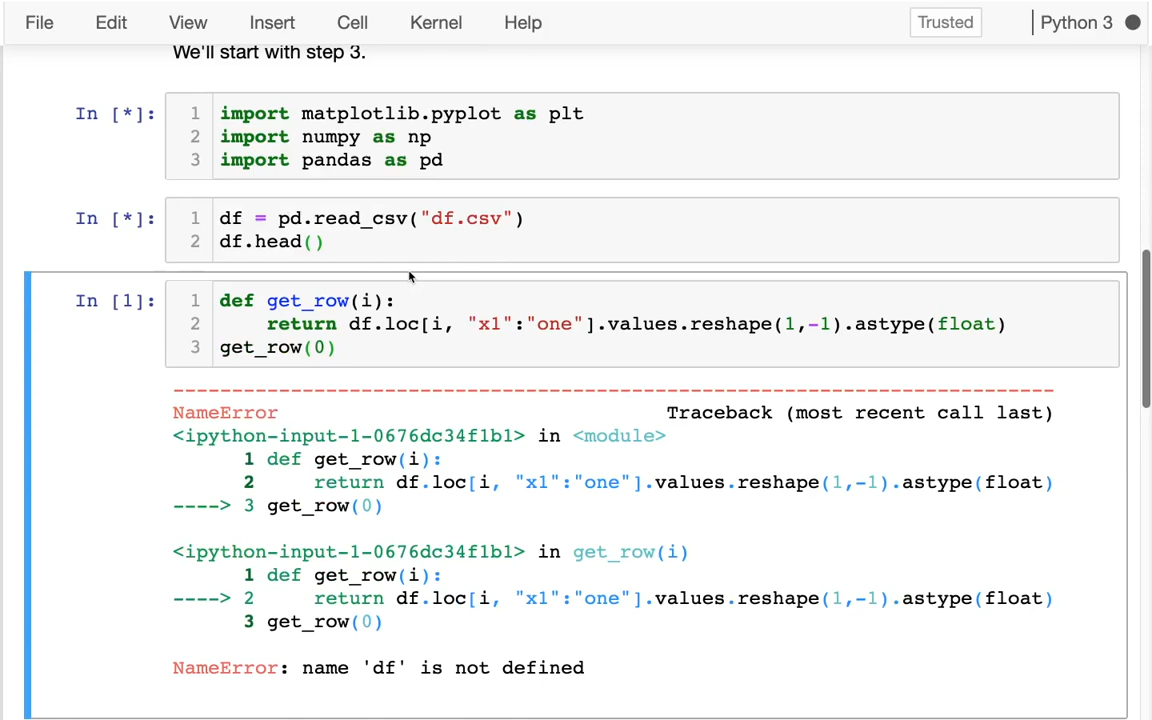 File Edit View Insert Cell Kernel Help Trusted Python 3
We'll start with step 3.
In [*]: 1 import matplotlib.pyplot as plt
2 import numpy as np
3 import pandas as pd
In [*]: 1 df = pd.read_csv("df.csv")
2 df.head()
In [1]: 1 def get_row(i):
2     return df.loc[i, "x1":"one"].values.reshape(1,-1).astype(float)
3 get_row(0)
---------------------------------------------------------------------------
NameError                                 Traceback (most recent call last)
<ipython-input-1-0676dc34f1b1> in <module>
      1 def get_row(i):
      2     return df.loc[i, "x1":"one"].values.reshape(1,-1).astype(float)
----> 3 get_row(0)
<ipython-input-1-0676dc34f1b1> in get_row(i)
      1 def get_row(i):
----> 2     return df.loc[i, "x1":"one"].values.reshape(1,-1).astype(float)
      3 get_row(0)
NameError: name 'df' is not defined